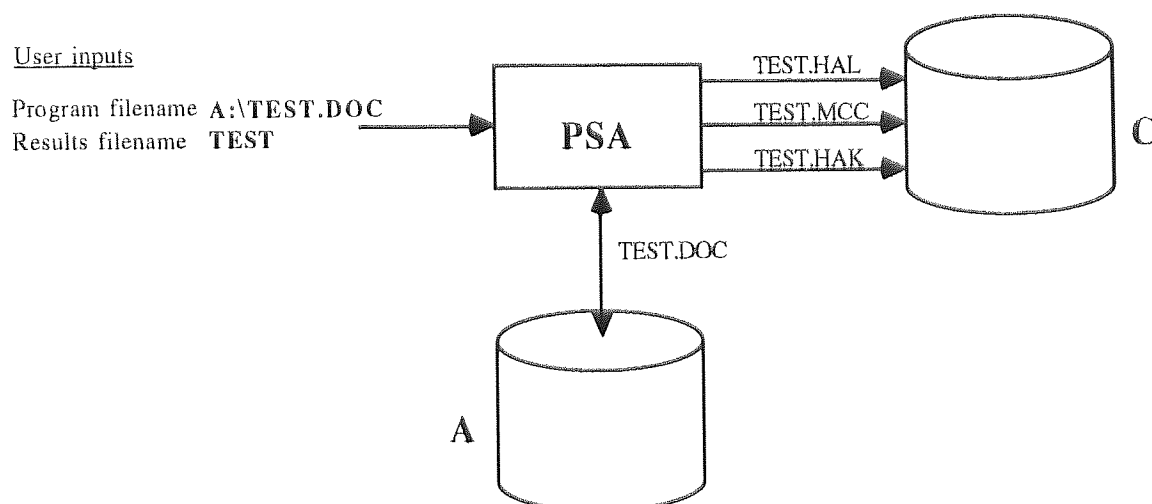 User inputs
Program filename A:\TEST.DOC
Results filename TEST
PSA
TEST.HAL
TEST.MCC
TEST.HAK
C
TEST.DOC
A